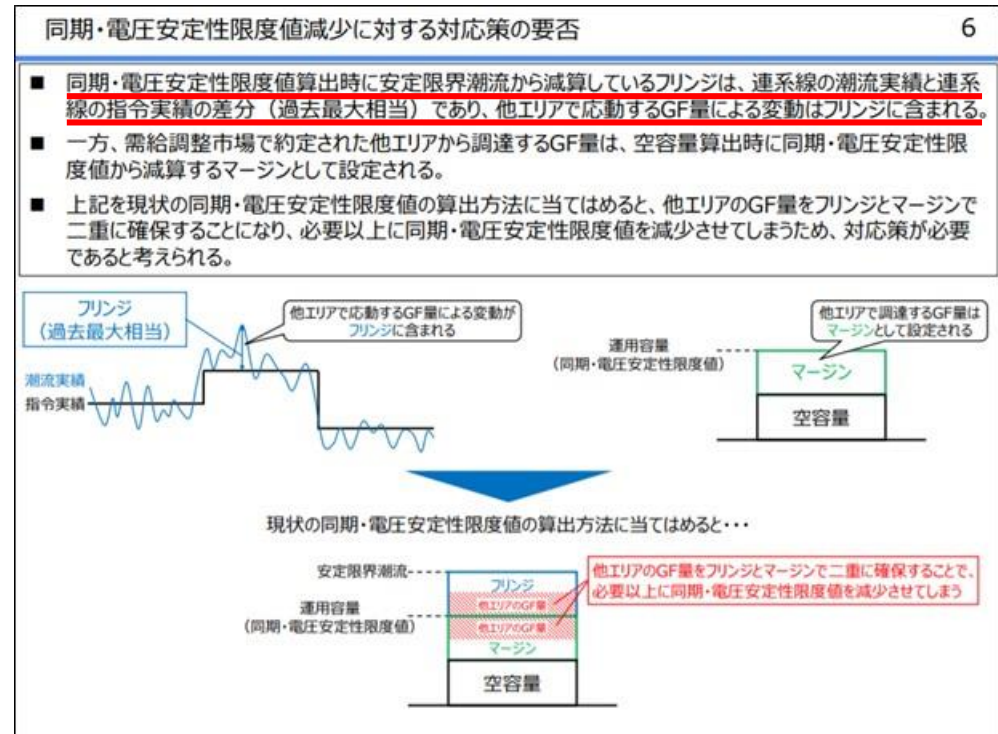 同期・電圧安定性限度値減少に対する対応策の要否
6
■ 同期・電圧安定性限度値算出時に安定限界潮流から減算しているフリンジは、連系線の潮流実績と連系
線の指令実績の差分（過去最大相当）であり、他エリアで応動するGF量による変動はフリンジに含まれる。
■ 一方、需給調整市場で約定された他エリアから調達するGF量は、空容量算出時に同期・電圧安定性限
度値から減算するマージンとして設定される。
■ 上記を現状の同期・電圧安定性限度値の算出方法に当てはめると、他エリアのGF量をフリンジとマージンで
二重に確保することになり、必要以上に同期・電圧安定性限度値を減少させてしまうため、対応策が必要
であると考えられる。
フリンジ
（過去最大相当）
他エリアで応動するGF量による変動が
フリンジに含まれる
潮流実績
指令実績
他エリアで調達するGF量は
マージンとして設定される
運用容量
（同期・電圧安定性限度値）
マージン
空容量
現状の同期・電圧安定性限度値の算出方法に当てはめると・・・
安定限界潮流
フリンジ
他エリアのGF量
運用容量
（同期・電圧安定性限度値）
他エリアのGF量
マージン
空容量
他エリアのGF量をフリンジとマージンで二重に確保することで、
必要以上に同期・電圧安定性限度値を減少させてしまう